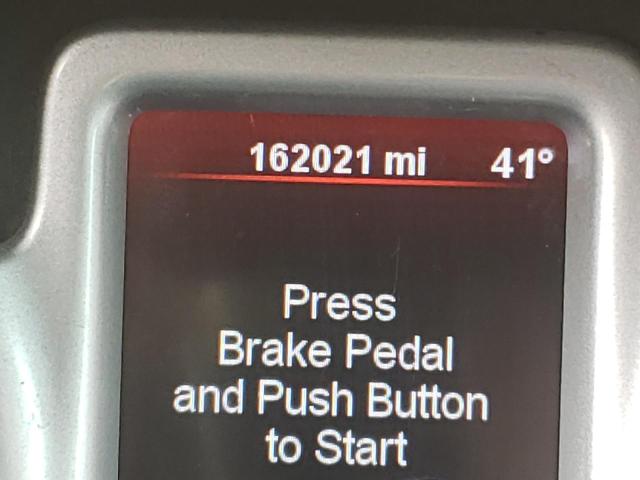 162021 mi 41°
Press
Brake Pedal
and Push Button
to Start